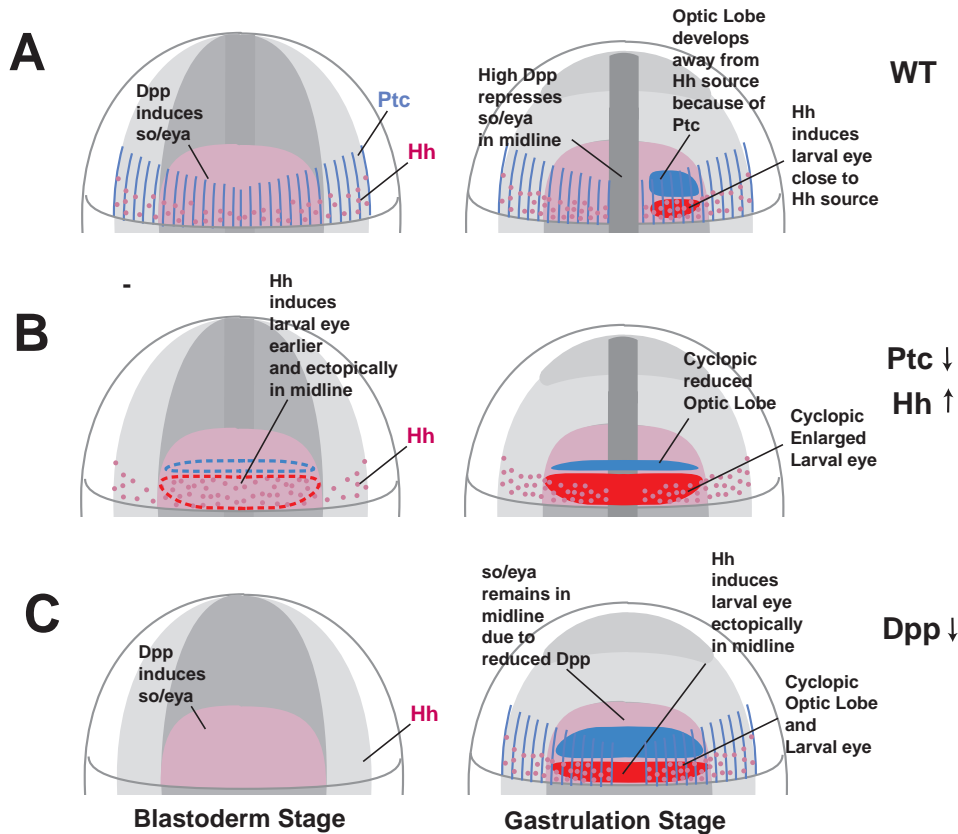 A
Dpp
induces
so/eya
Ptc
Hh
High Dpp
represses
so/eya
in midline
Optic Lobe
develops
away from
Hh source
because of
Ptc
Hh
induces
larval eye
close to
Hh source
WT
-
B
Hh
induces
larval eye
earlier
and ectopically
in midline
Hh
Cyclopic
reduced
Optic Lobe
Cyclopic
Enlarged
Larval eye
Ptc ↓
Hh ↑
C
Dpp
induces
so/eya
Hh
so/eya
remains in
midline
due to
reduced Dpp
Hh
induces
larval eye
ectopically
in midline
Cyclopic
Optic Lobe
and
Larval eye
Dpp ↓
Blastoderm Stage
Gastrulation Stage